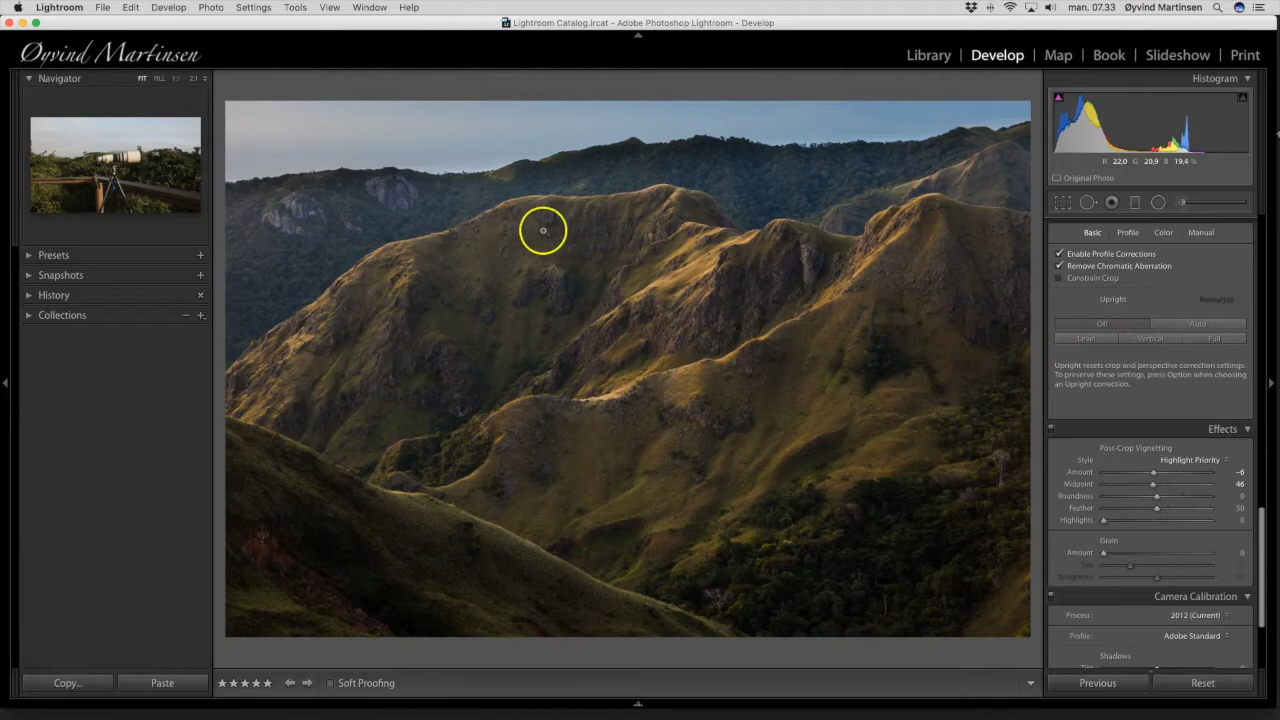 Lightroom File Edit Develop Photo Settings Tools View Window Help man. 07.33 Øyvind Martinsen
Lightroom Catalog.lrcat - Adobe Photoshop Lightroom - Develop
Øyvind Martinsen Library | Develop | Map | Book | Slideshow | Print
Navigator FIT FILL 1:1 2:1
Histogram
R 22,0 G 20,9 B 19,4 %
Original Photo
Basic Profile Color Manual
Enable Profile Corrections
Remove Chromatic Aberration
Constrain Crop
Upright Reanalyze
Off Auto
Level Vertical Full
Upright resets crop and perspective correction settings.
To preserve these settings, press Option when choosing
an Upright correction.
Presets
Snapshots
History
Collections
Effects
Post-Crop Vignetting
Style Highlight Priority
Amount –6
Midpoint 46
Roundness 0
Feather 50
Highlights 0
Grain
Amount 0
Size
Roughness
Camera Calibration
Process : 2012 (Current)
Profile : Adobe Standard
Shadows
Tint
Copy... Paste Soft Proofing Previous Reset